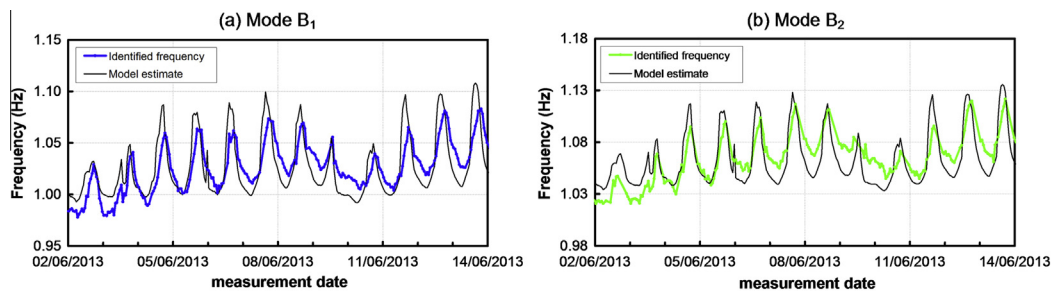 (a) Mode B1
Frequency (Hz)
1.15
1.10
1.05
1.00
0.95
Identified frequency
Model estimate
02/06/2013 05/06/2013 08/06/2013 11/06/2013 14/06/2013
measurement date
(b) Mode B2
Frequency (Hz)
1.18
1.13
1.08
1.03
0.98
Identified frequency
Model estimate
02/06/2013 05/06/2013 08/06/2013 11/06/2013 14/06/2013
measurement date